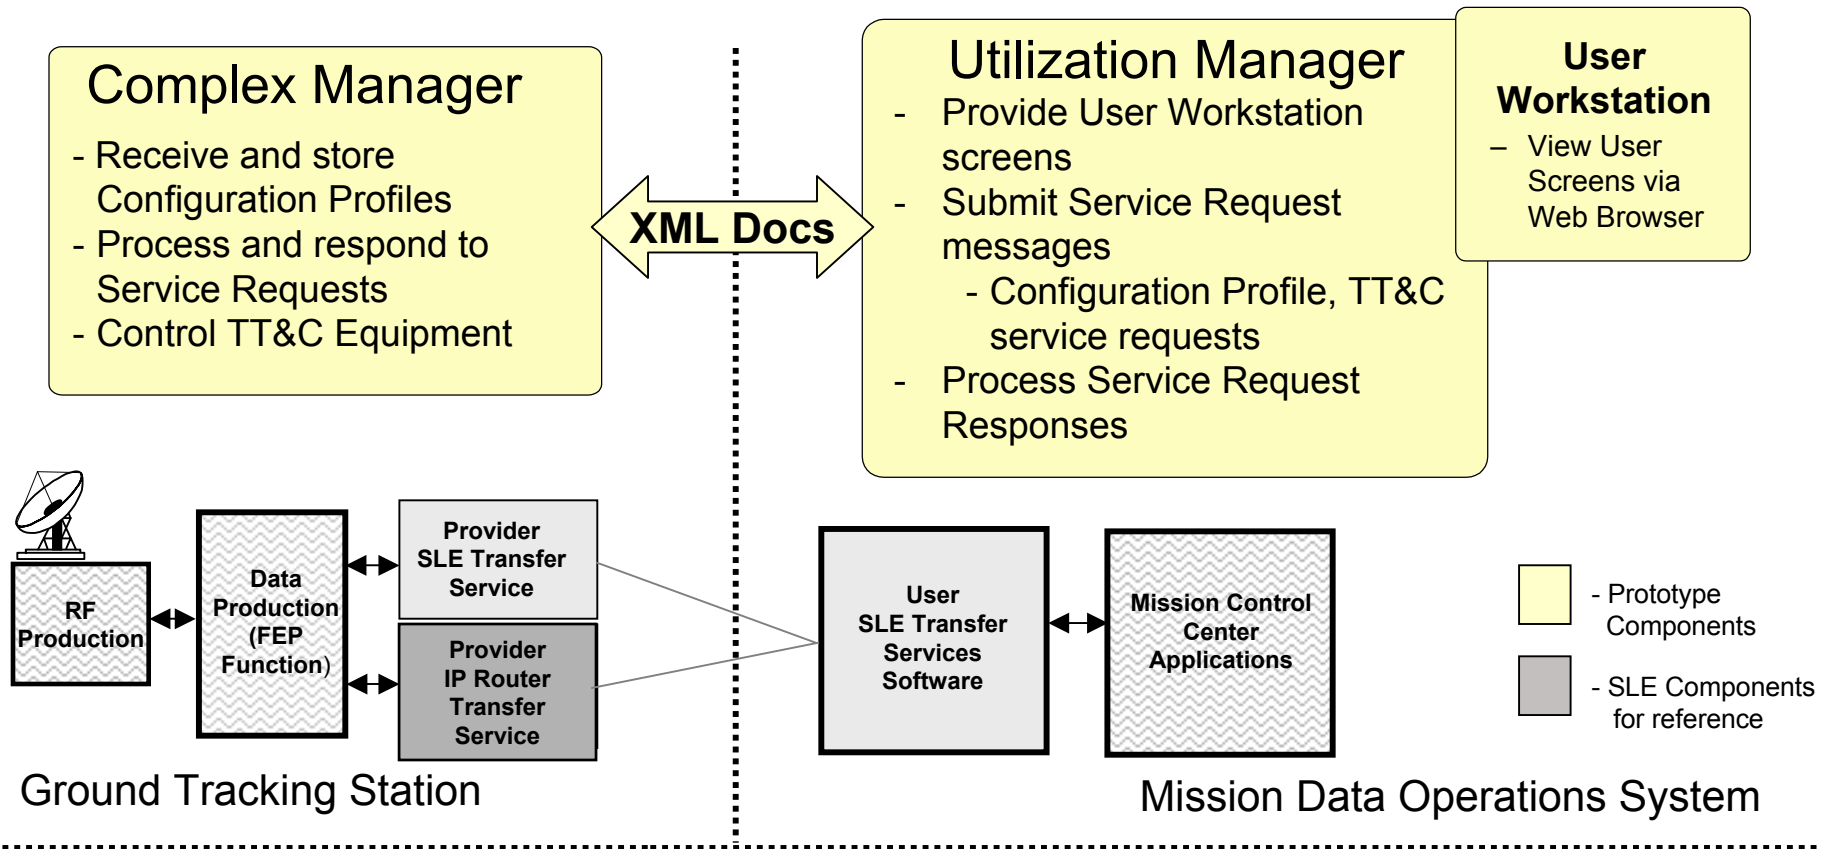 Complex Manager
- Receive and store
Configuration Profiles
- Process and respond to
Service Requests
- Control TT&C Equipment
XML Docs
Utilization Manager
- Provide User Workstation
screens
- Submit Service Request
messages
- Configuration Profile, TT&C
service requests
- Process Service Request
Responses
User
Workstation
– View User
Screens via
Web Browser
RF
Production
Data
Production
(FEP
Function)
Provider
SLE Transfer
Service
Provider
IP Router
Transfer
Service
User
SLE Transfer
Services
Software
Mission Control
Center
Applications
- Prototype
Components
- SLE Components
for reference
Ground Tracking Station
Mission Data Operations System